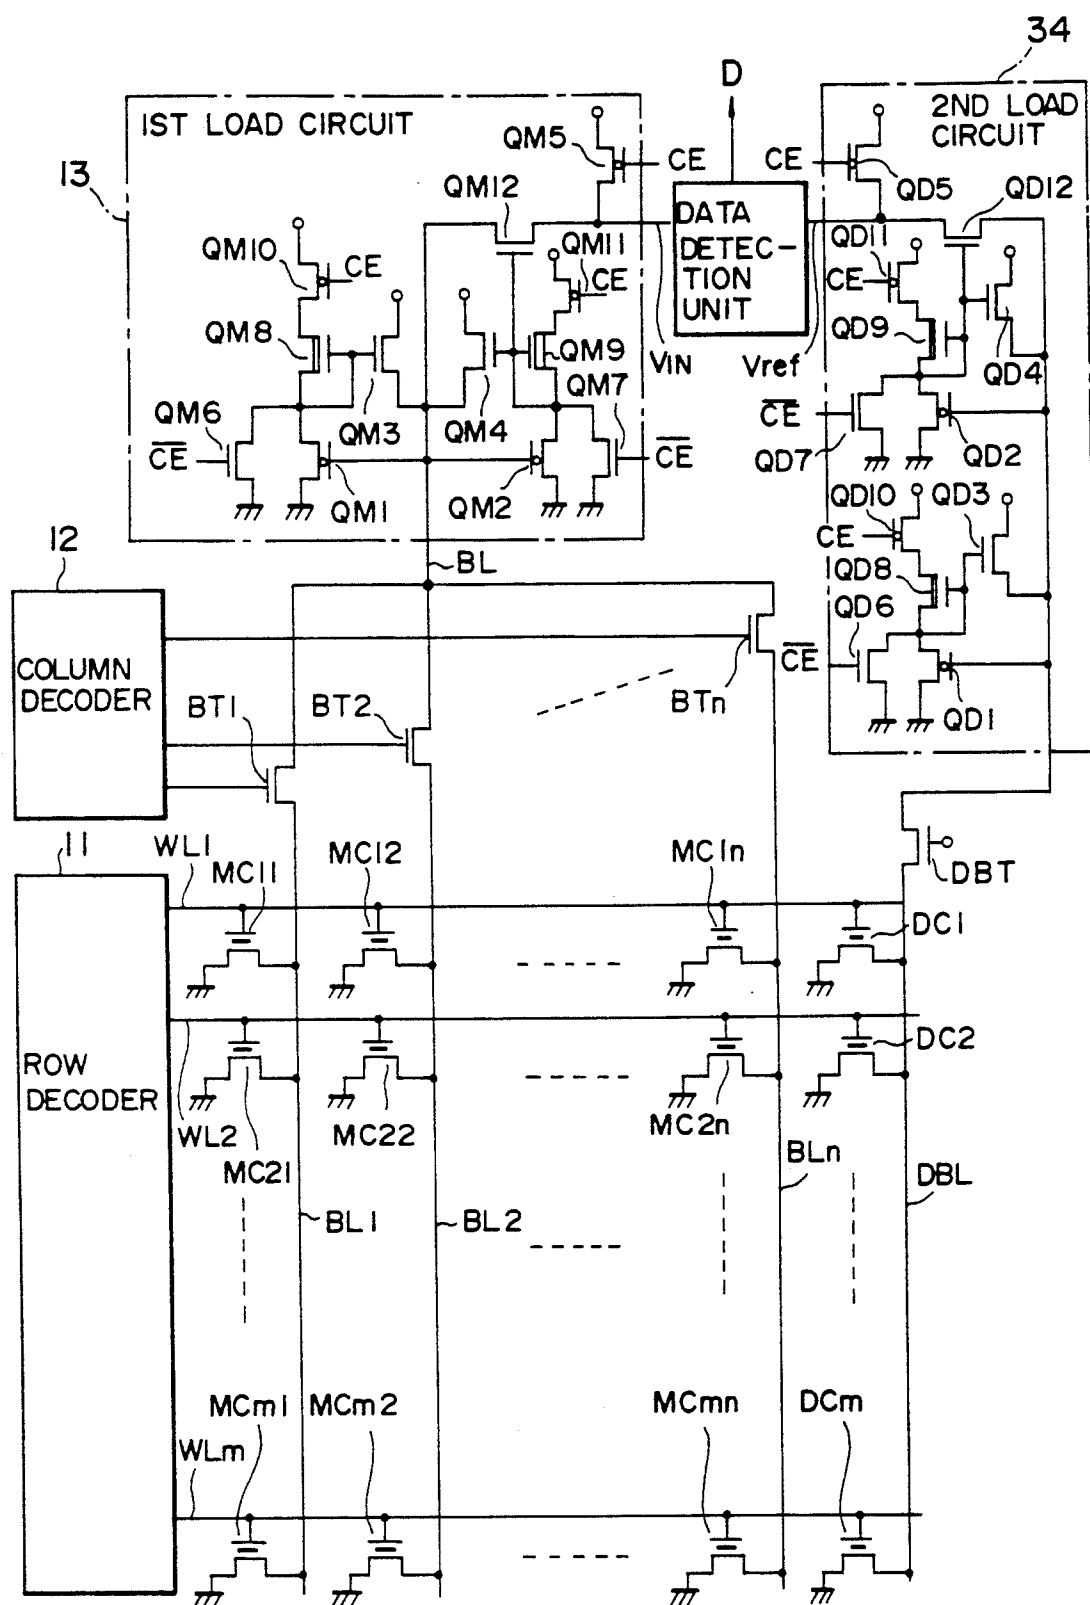 34
D
1ST LOAD CIRCUIT
2ND LOAD
CIRCUIT
QM5
CE
CE
QD5
QD12
13
QM12
DATA
DETEC-
TION
UNIT
QM10
CE
QM11
CE
QD11
CE
QM8
QM9
QD9
VIN
Vref
QD4
QM6
QM3
QM4
QM7
CE
CE
CE
QM1
QM2
QD7
QD2
QD10
QD3
CE
12
BL
QD8
QD6
COLUMN
DECODER
CE
BT1
BT2
BTn
QD1
11
WL1
MC11
MC12
MC1n
DBT
DC1
ROW
DECODER
DC2
WL2
MC21
MC22
MC2n
BLn
DBL
BL1
BL2
MCm1
MCm2
MCmn
DCm
WLm